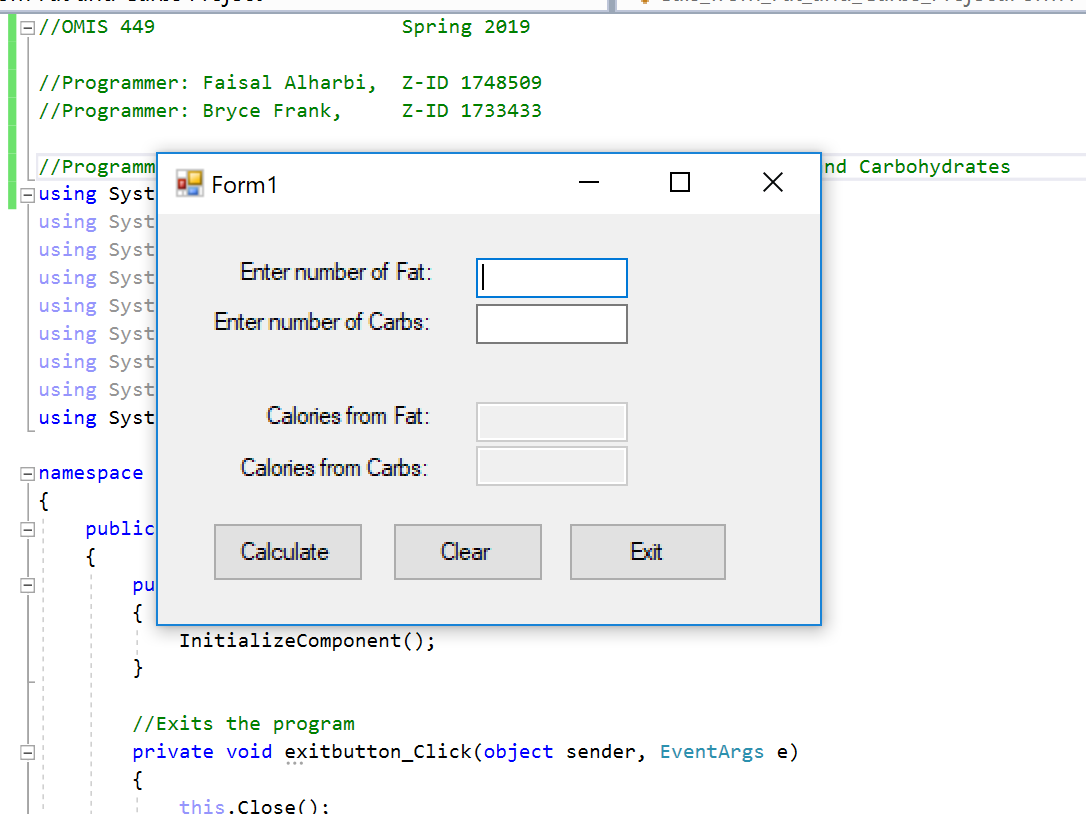 //OMIS 449                     Spring 2019
//Programmer: Faisal Alharbi,  Z-ID 1748509
//Programmer: Bryce Frank,     Z-ID 1733433
//Programm
nd Carbohydrates
using Syst
using Syst
using Syst
using Syst
using Syst
using Syst
using Syst
using Syst
using Syst
namespace
{
public
{
pu
{
InitializeComponent();
}
//Exits the program
private void exitbutton_Click(object sender, EventArgs e)
{
this.Close();
Form1
Enter number of Fat:
Enter number of Carbs:
Calories from Fat:
Calories from Carbs:
Calculate Clear Exit